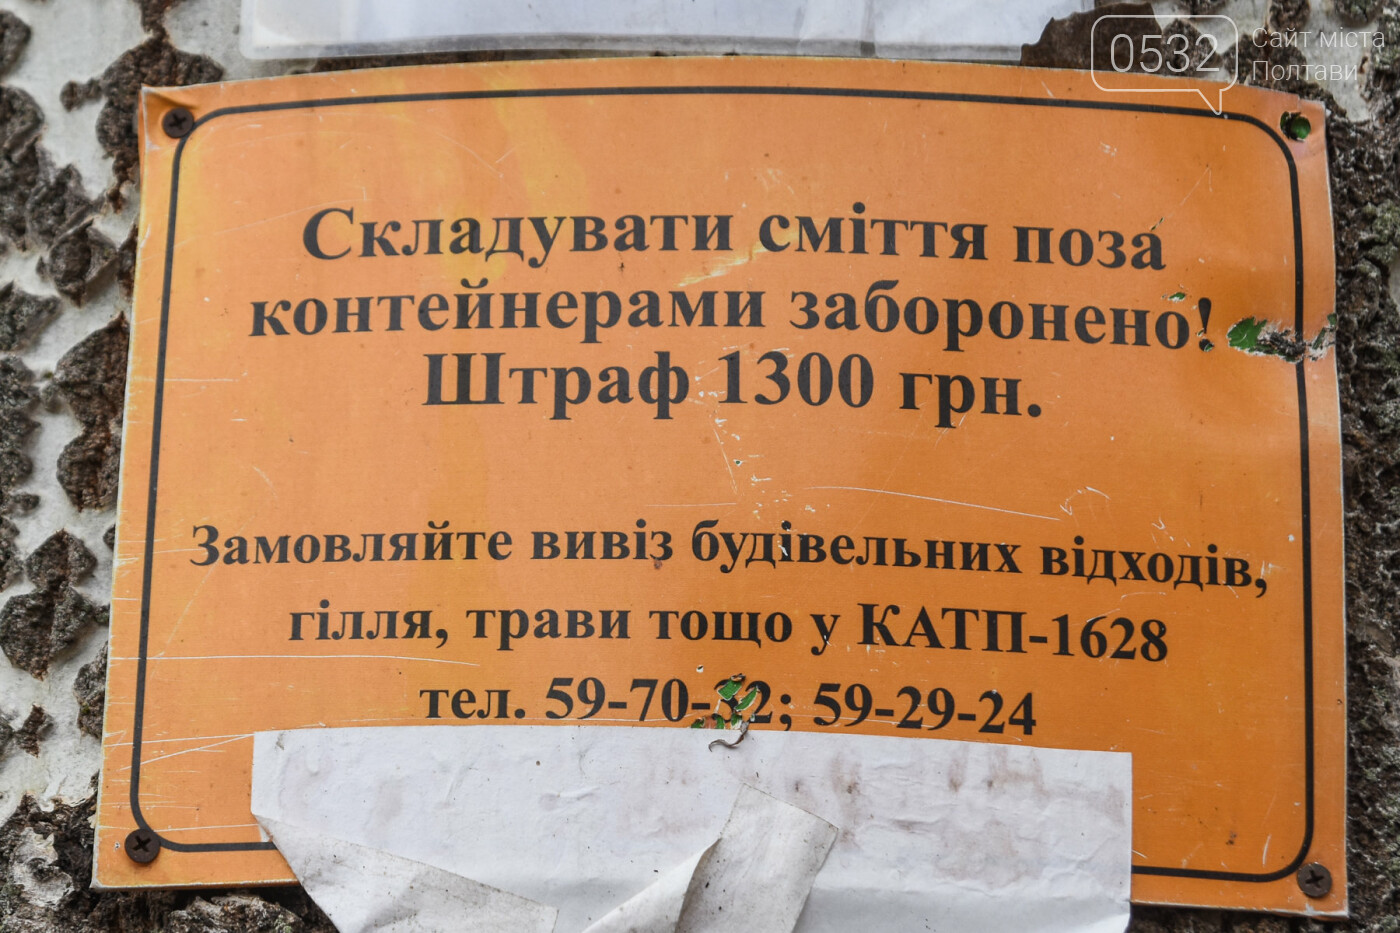 0532 Сайт міста
Полтави
Складувати сміття поза
контейнерами заборонено!
Штраф 1300 грн.
Замовляйте вивіз будівельних відходів,
гілля, трави тощо у КАТП-1628
тел. 59-70-32; 59-29-24